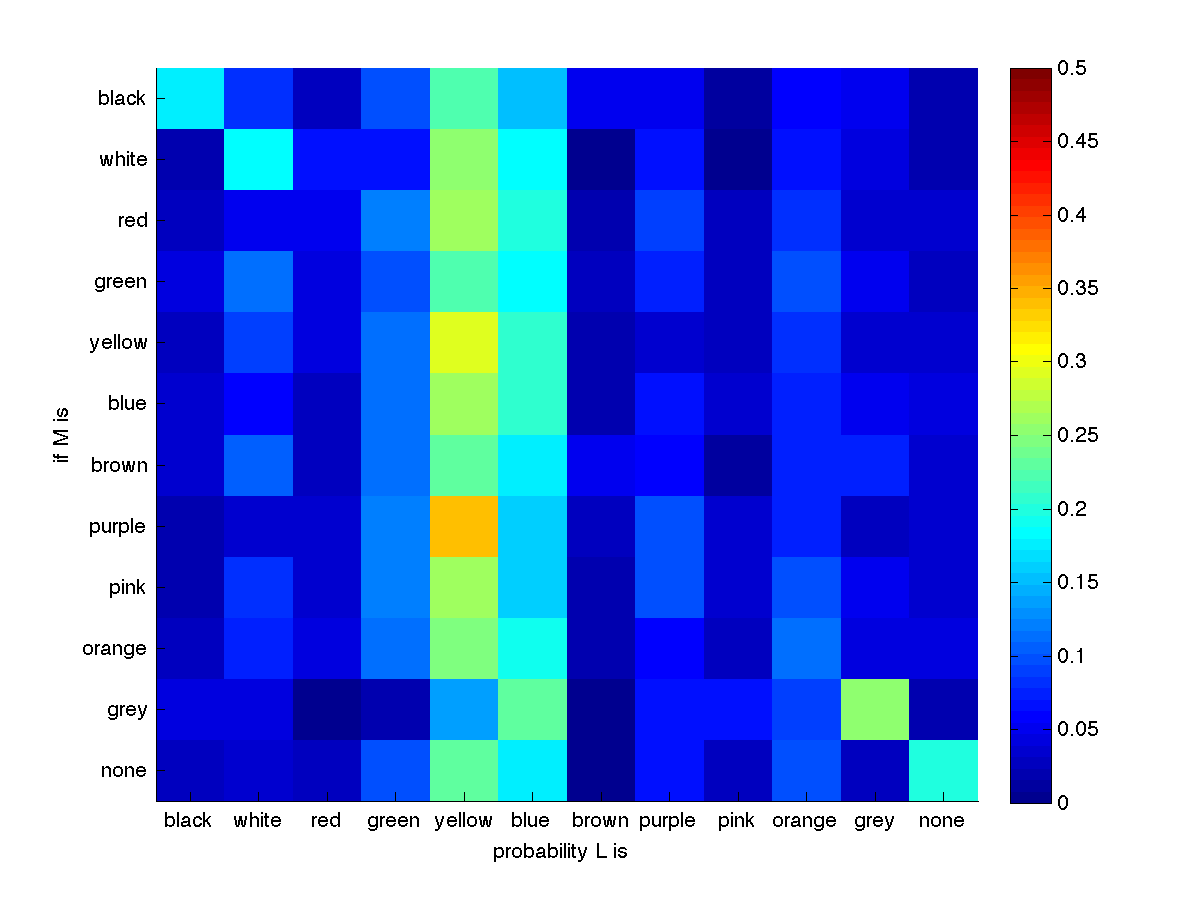 0.5
black
0.45
white
0.4
red
0.35
green
0.3
yellow
0.25
blue
if M is
0.2
brown
0.15
purple
pink
0.1
orange
0.05
grey
none
0
black white red green yellow blue brown purple pink orange grey none
probability L is